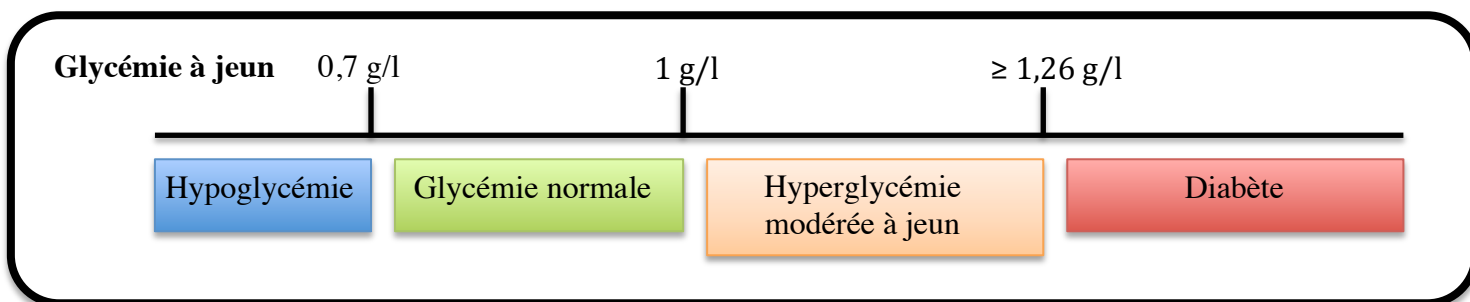 Glycémie à jeun 0,7 g/l 1 g/l ≥ 1,26 g/l
Hypoglycémie Glycémie normale Hyperglycémie Diabète
modérée à jeun